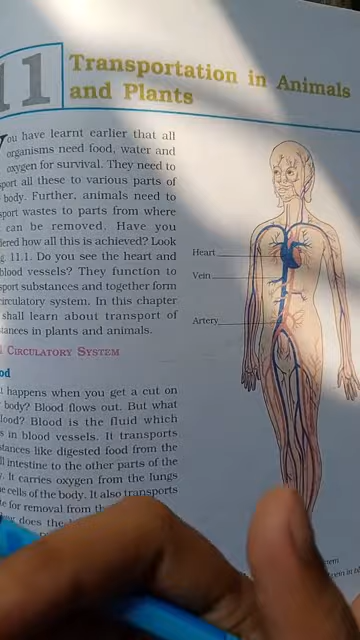 11
Transportation in Animals
and Plants
You have learnt earlier that all
organisms need food, water and
oxygen for survival. They need to
port all these to various parts of
body. Further, animals need to
sport wastes to parts from where
can be removed. Have you
dered how all this is achieved? Look
g. 11.1. Do you see the heart and
blood vessels? They function to
sport substances and together form
circulatory system. In this chapter
shall learn about transport of
tances in plants and animals.
CIRCULATORY SYSTEM
od
t happens when you get a cut on
body? Blood flows out. But what
lood? Blood is the fluid which
s in blood vessels. It transports
tances like digested food from the
ll intestine to the other parts of the
y. It carries oxygen from the lungs
e cells of the body. It also transports
te for removal from th
does the
Heart
Vein
Artery